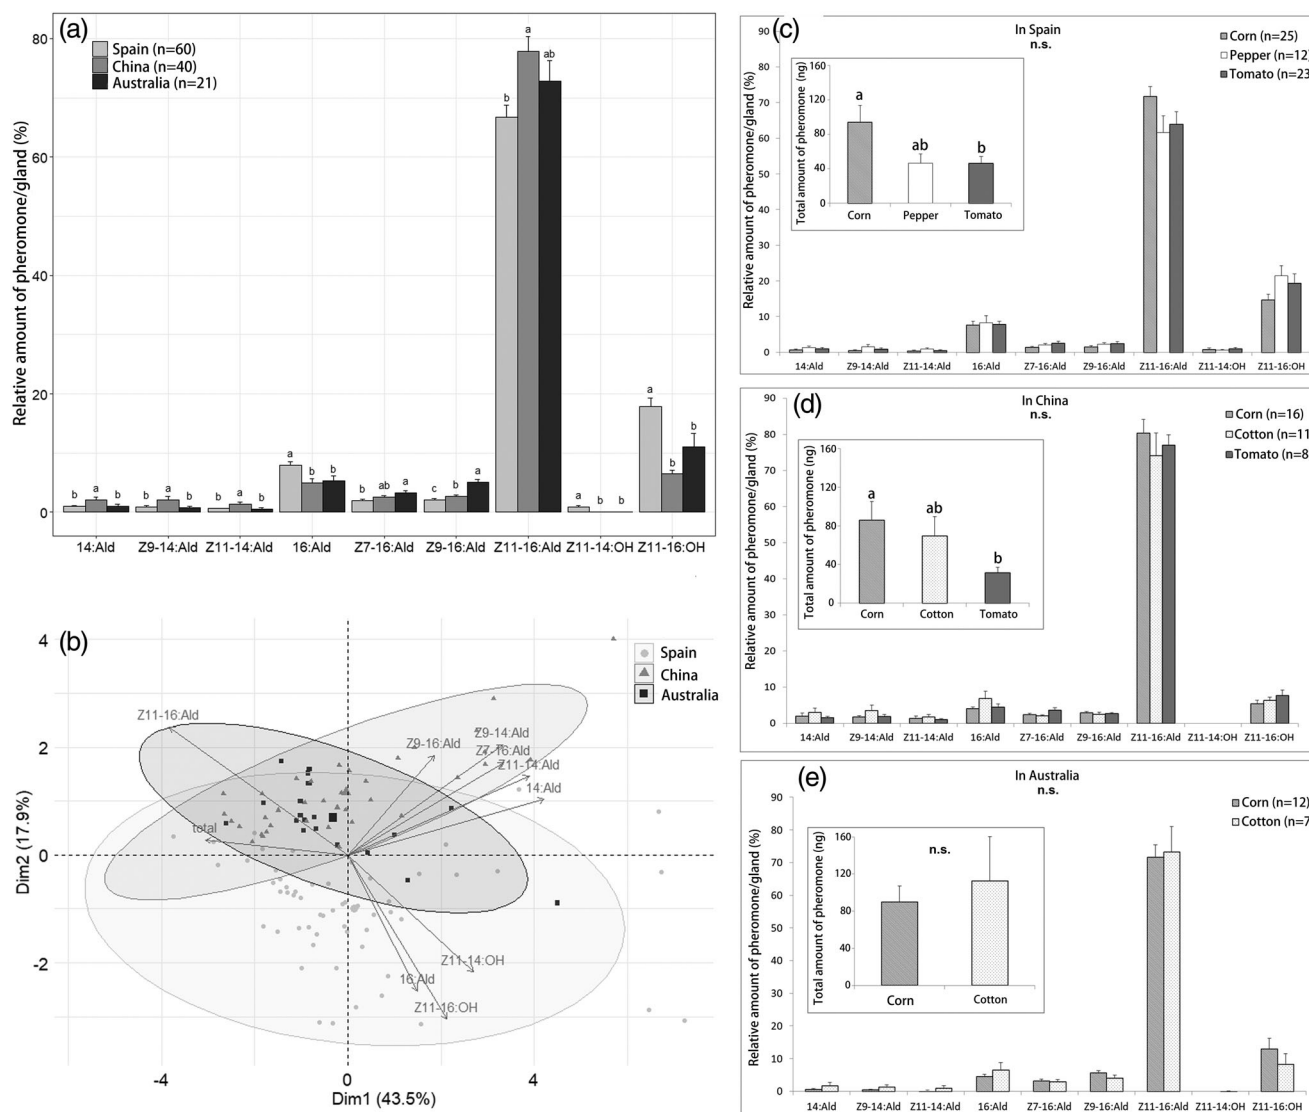 (a)
Spain (n=60)
China (n=40)
Australia (n=21)
Relative amount of pheromone/gland (%)
80
60
40
20
0
b a b
b a b
b a b
a b b
b ab a
c b a
b a ab
a b b
a b b
14:Ald Z9-14:Ald Z11-14:Ald 16:Ald Z7-16:Ald Z9-16:Ald Z11-16:Ald Z11-14:OH Z11-16:OH
(b)
Spain
China
Australia
Dim2 (17.9%)
4
2
0
-2
Z11-16:Ald
Z9-14:Ald
Z9-16:Ald
Z7-16:Ald
Z11-14:Ald
14:Ald
total
Z11-14:OH
16:Ald
Z11-16:OH
-4 0 4
Dim1 (43.5%)
(c)
In Spain
n.s.
Corn (n=25)
Pepper (n=12)
Tomato (n=23
Relative amount of pheromone/gland (%)
90
80
70
60
50
40
30
20
10
0
Total amount of pheromone (ng)
160
120
80
40
0
a ab b
Corn Pepper Tomato
14:Ald Z9-14:Ald Z11-14:Ald 16:Ald Z7-16:Ald Z9-16:Ald Z11-16:Ald Z11-14:OH Z11-16:OH
(d)
In China
n.s.
Corn (n=16)
Cotton (n=11
Tomato (n=8
Relative amount of pheromone/gland (%)
90
80
70
60
50
40
30
20
10
0
Total amount of pheromone (ng)
160
120
80
40
0
a ab b
Corn Cotton Tomato
14:Ald Z9-14:Ald Z11-14:Ald 16:Ald Z7-16:Ald Z9-16:Ald Z11-16:Ald Z11-14:OH Z11-16:OH
(e)
In Australia
n.s.
Corn (n=12)
Cotton (n=7
Relative amount of pheromone/gland (%)
90
80
70
60
50
40
30
20
10
0
Total amount of pheromone (ng)
160
120
80
40
0
n.s.
Corn Cotton
14:Ald Z9-14:Ald Z11-14:Ald 16:Ald Z7-16:Ald Z9-16:Ald Z11-16:Ald Z11-14:OH Z11-16:OH